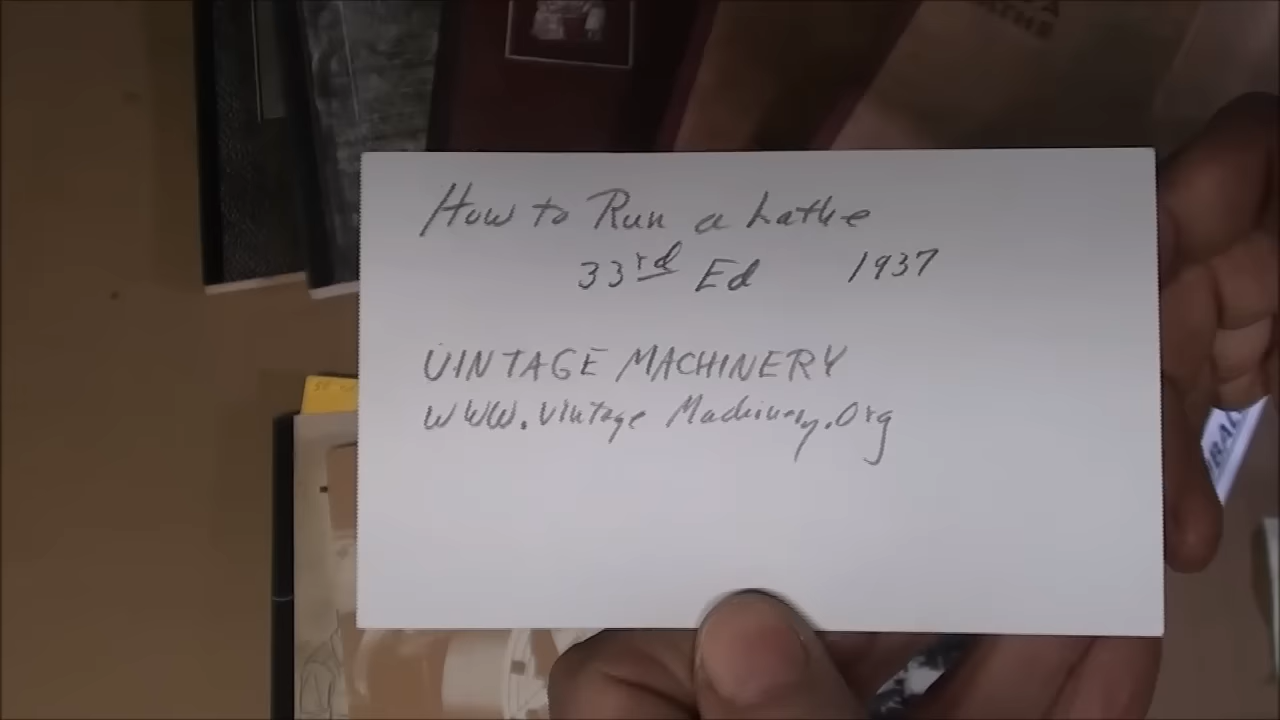 How to Run a Lathe
33rd Ed 1937
VINTAGE MACHINERY
WWW.Vintage Machinery.Org